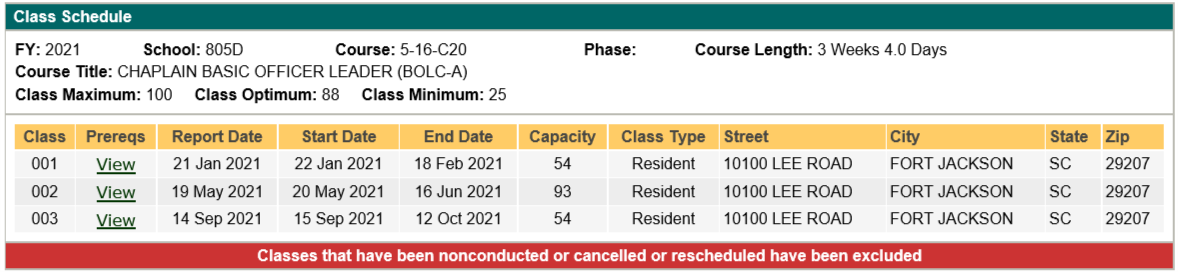 Class Schedule
FY: 2021 School: 805D Course: 5-16-C20 Phase: Course Length: 3 Weeks 4.0 Days
Course Title: CHAPLAIN BASIC OFFICER LEADER (BOLC-A)
Class Maximum: 100 Class Optimum: 88 Class Minimum: 25
Class Prereqs Report Date Start Date End Date Capacity Class Type Street City State Zip
001 View 21 Jan 2021 22 Jan 2021 18 Feb 2021 54 Resident 10100 LEE ROAD FORT JACKSON SC 29207
002 View 19 May 2021 20 May 2021 16 Jun 2021 93 Resident 10100 LEE ROAD FORT JACKSON SC 29207
003 View 14 Sep 2021 15 Sep 2021 12 Oct 2021 54 Resident 10100 LEE ROAD FORT JACKSON SC 29207
Classes that have been nonconducted or cancelled or rescheduled have been excluded